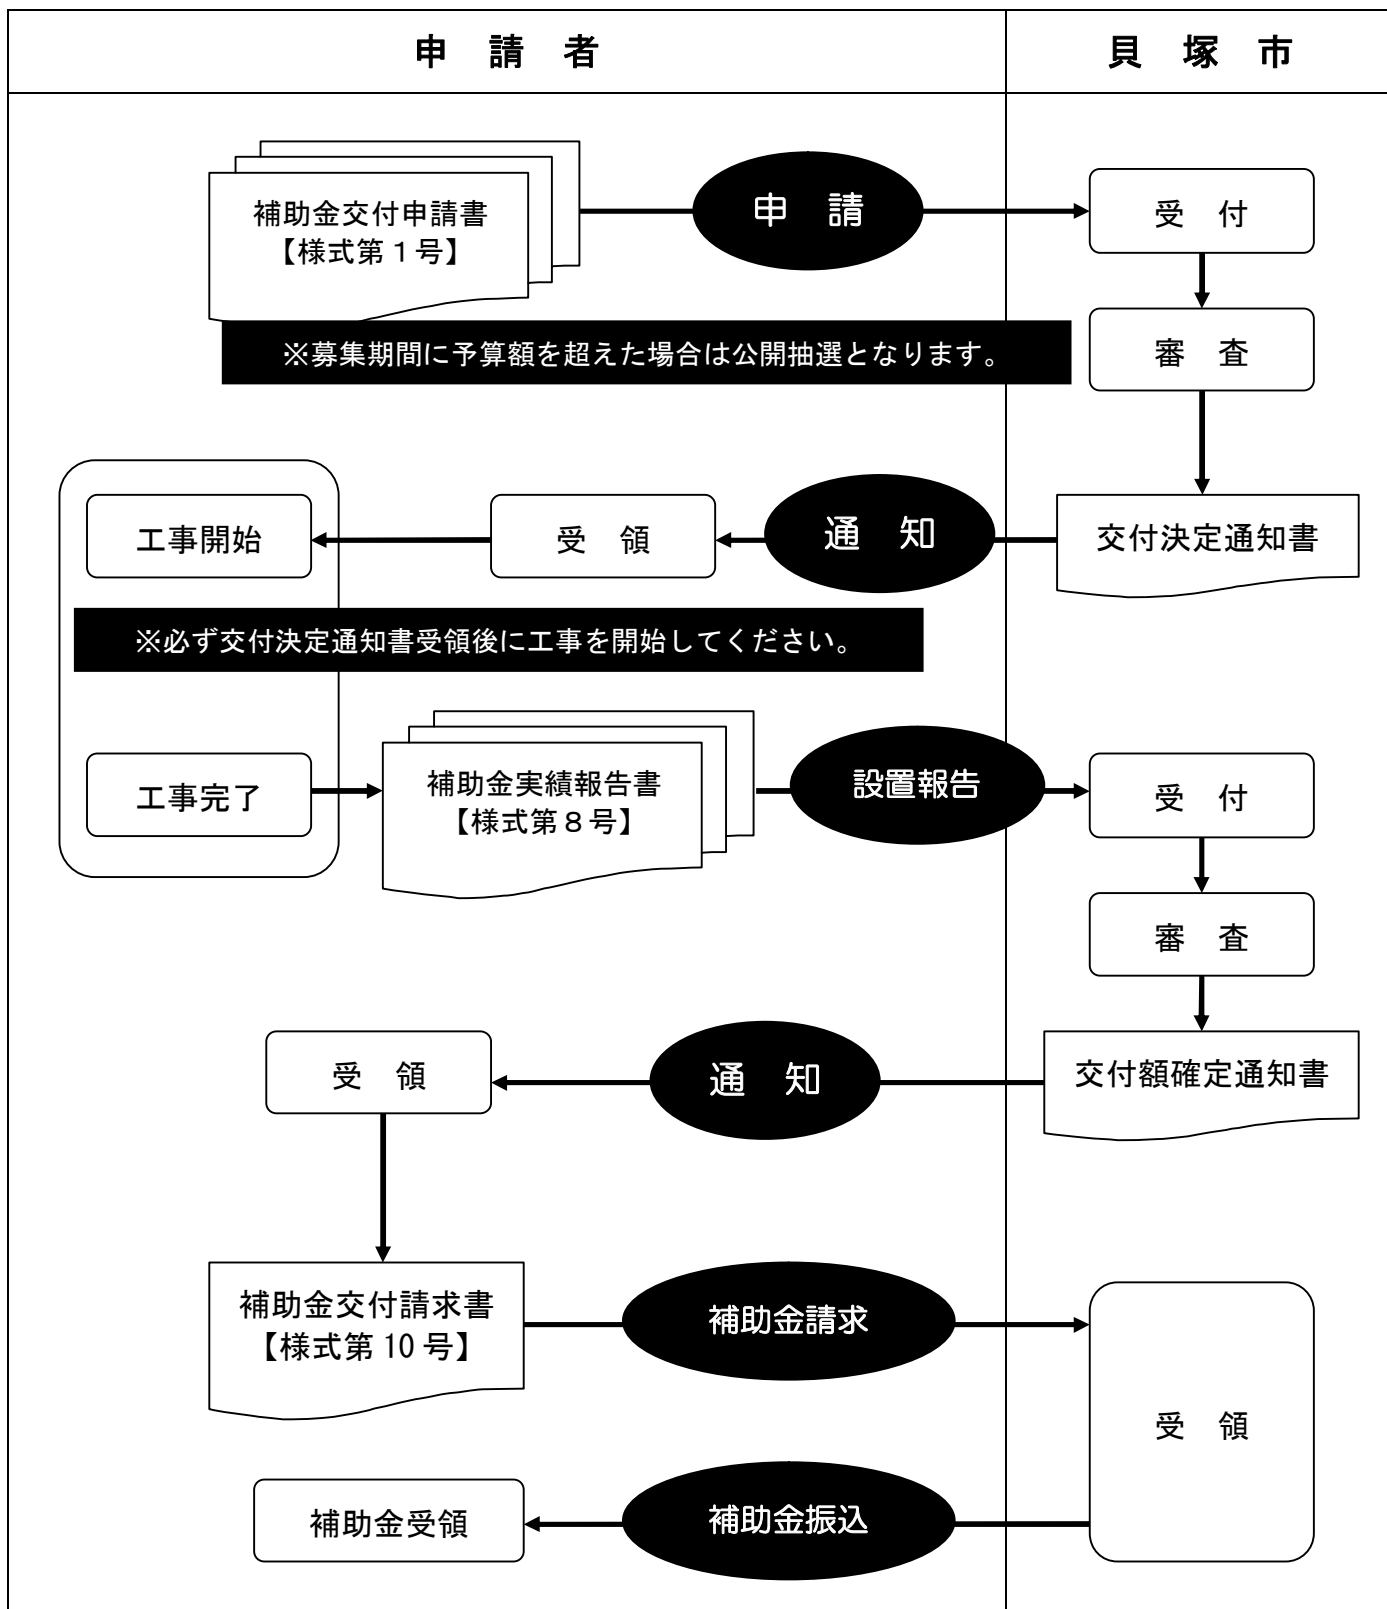 申　請　者
貝　塚　市
補助金交付申請書
【様式第１号】
申　請
受　付
※募集期間に予算額を超えた場合は公開抽選となります。
審　査
工事開始
受　領
通　知
交付決定通知書
※必ず交付決定通知書受領後に工事を開始してください。
工事完了
補助金実績報告書
【様式第８号】
設置報告
受　付
審　査
受　領
通　知
交付額確定通知書
補助金交付請求書
【様式第 10 号】
補助金請求
受　領
補助金受領
補助金振込